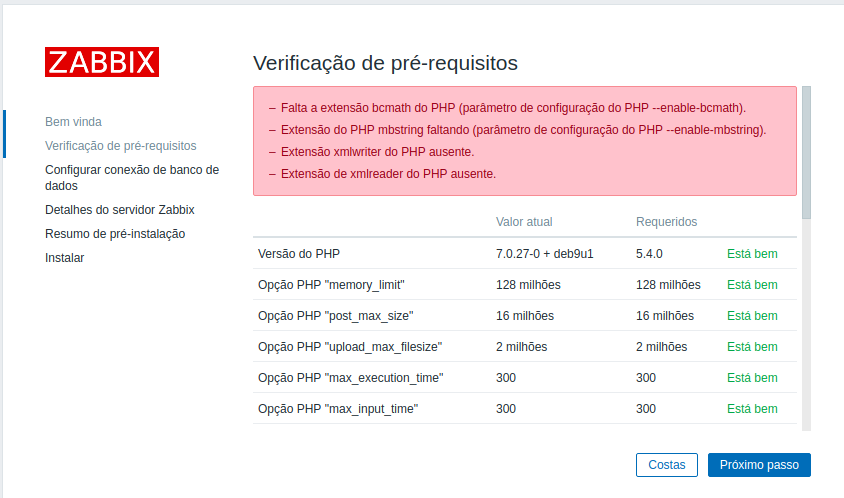 ZABBIX
Bem vinda
Verificação de pré-requisitos
Configurar conexão de banco de
dados
Detalhes do servidor Zabbix
Resumo de pré-instalação
Instalar
Verificação de pré-requisitos
– Falta a extensão bcmath do PHP (parâmetro de configuração do PHP --enable-bcmath).
– Extensão do PHP mbstring faltando (parâmetro de configuração do PHP --enable-mbstring).
– Extensão xmlwriter do PHP ausente.
– Extensão de xmlreader do PHP ausente.
Valor atual Requeridos
Versão do PHP 7.0.27-0 + deb9u1 5.4.0 Está bem
Opção PHP "memory_limit" 128 milhões 128 milhões Está bem
Opção PHP "post_max_size" 16 milhões 16 milhões Está bem
Opção PHP "upload_max_filesize" 2 milhões 2 milhões Está bem
Opção PHP "max_execution_time" 300 300 Está bem
Opção PHP "max_input_time" 300 300 Está bem
Costas Próximo passo